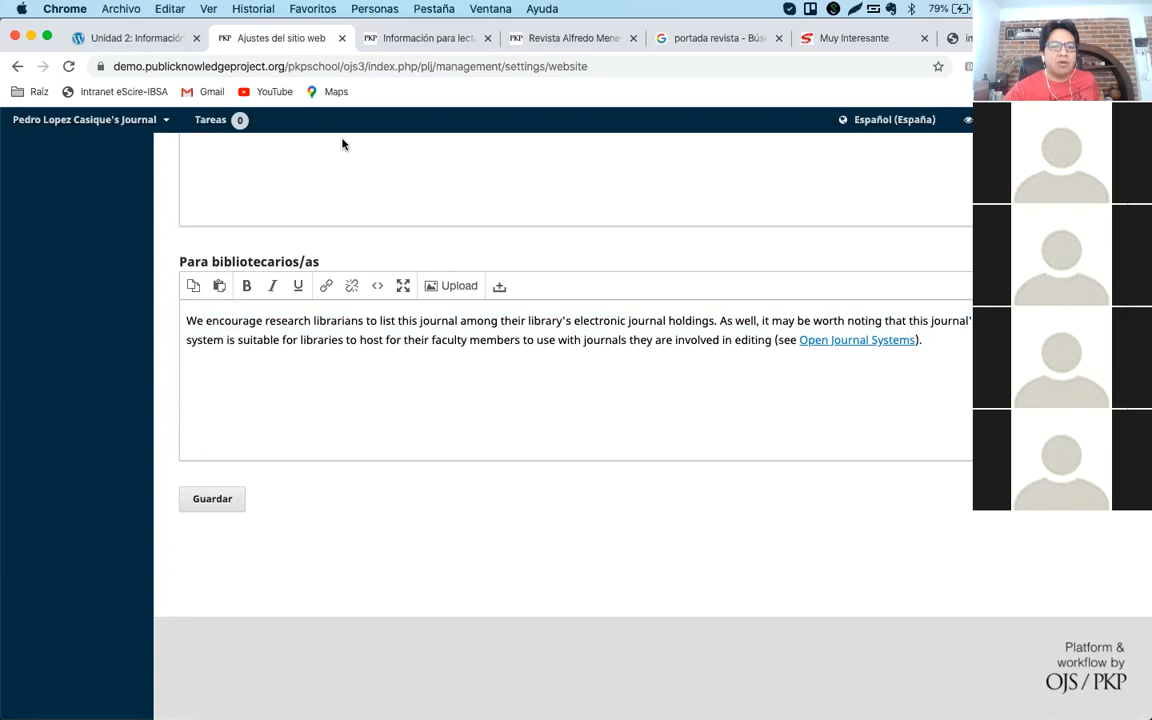 Chrome Archivo Editar Ver Historial Favoritos Personas Pestaña Ventana Ayuda 79%
Unidad 2: Informació Ajustes del sitio web Información para lect Revista Alfredo Mene portada revista - Bús Muy Interesante im
demo.publicknowledgeproject.org/pkpschool/ojs3/index.php/plj/management/settings/website
Raíz Intranet eScire-IBSA Gmail YouTube Maps
Pedro Lopez Casique's Journal Tareas 0 Español (España)
Para bibliotecarios/as
B I U Upload
We encourage research librarians to list this journal among their library's electronic journal holdings. As well, it may be worth noting that this journal's
system is suitable for libraries to host for their faculty members to use with journals they are involved in editing (see Open Journal Systems).
Guardar
Platform &
workflow by
OJS / PKP